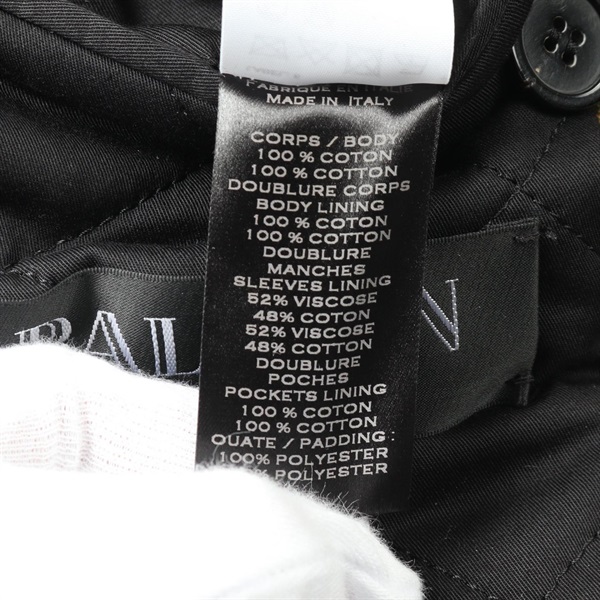 FABRIQUÉ EN ITALIE
MADE IN ITALY
CORPS / BODY
100 % COTON
100 % COTTON
DOUBLURE CORPS
BODY LINING
100 % COTON
100 % COTTON
DOUBLURE
MANCHES
SLEEVES LINING
52% VISCOSE
48% COTON
52% VISCOSE
48% COTTON
DOUBLURE
POCHES
POCKETS LINING
100 % COTON
100 % COTTON
OUATE / PADDING :
100% POLYESTER
POLYESTER
BAL
N